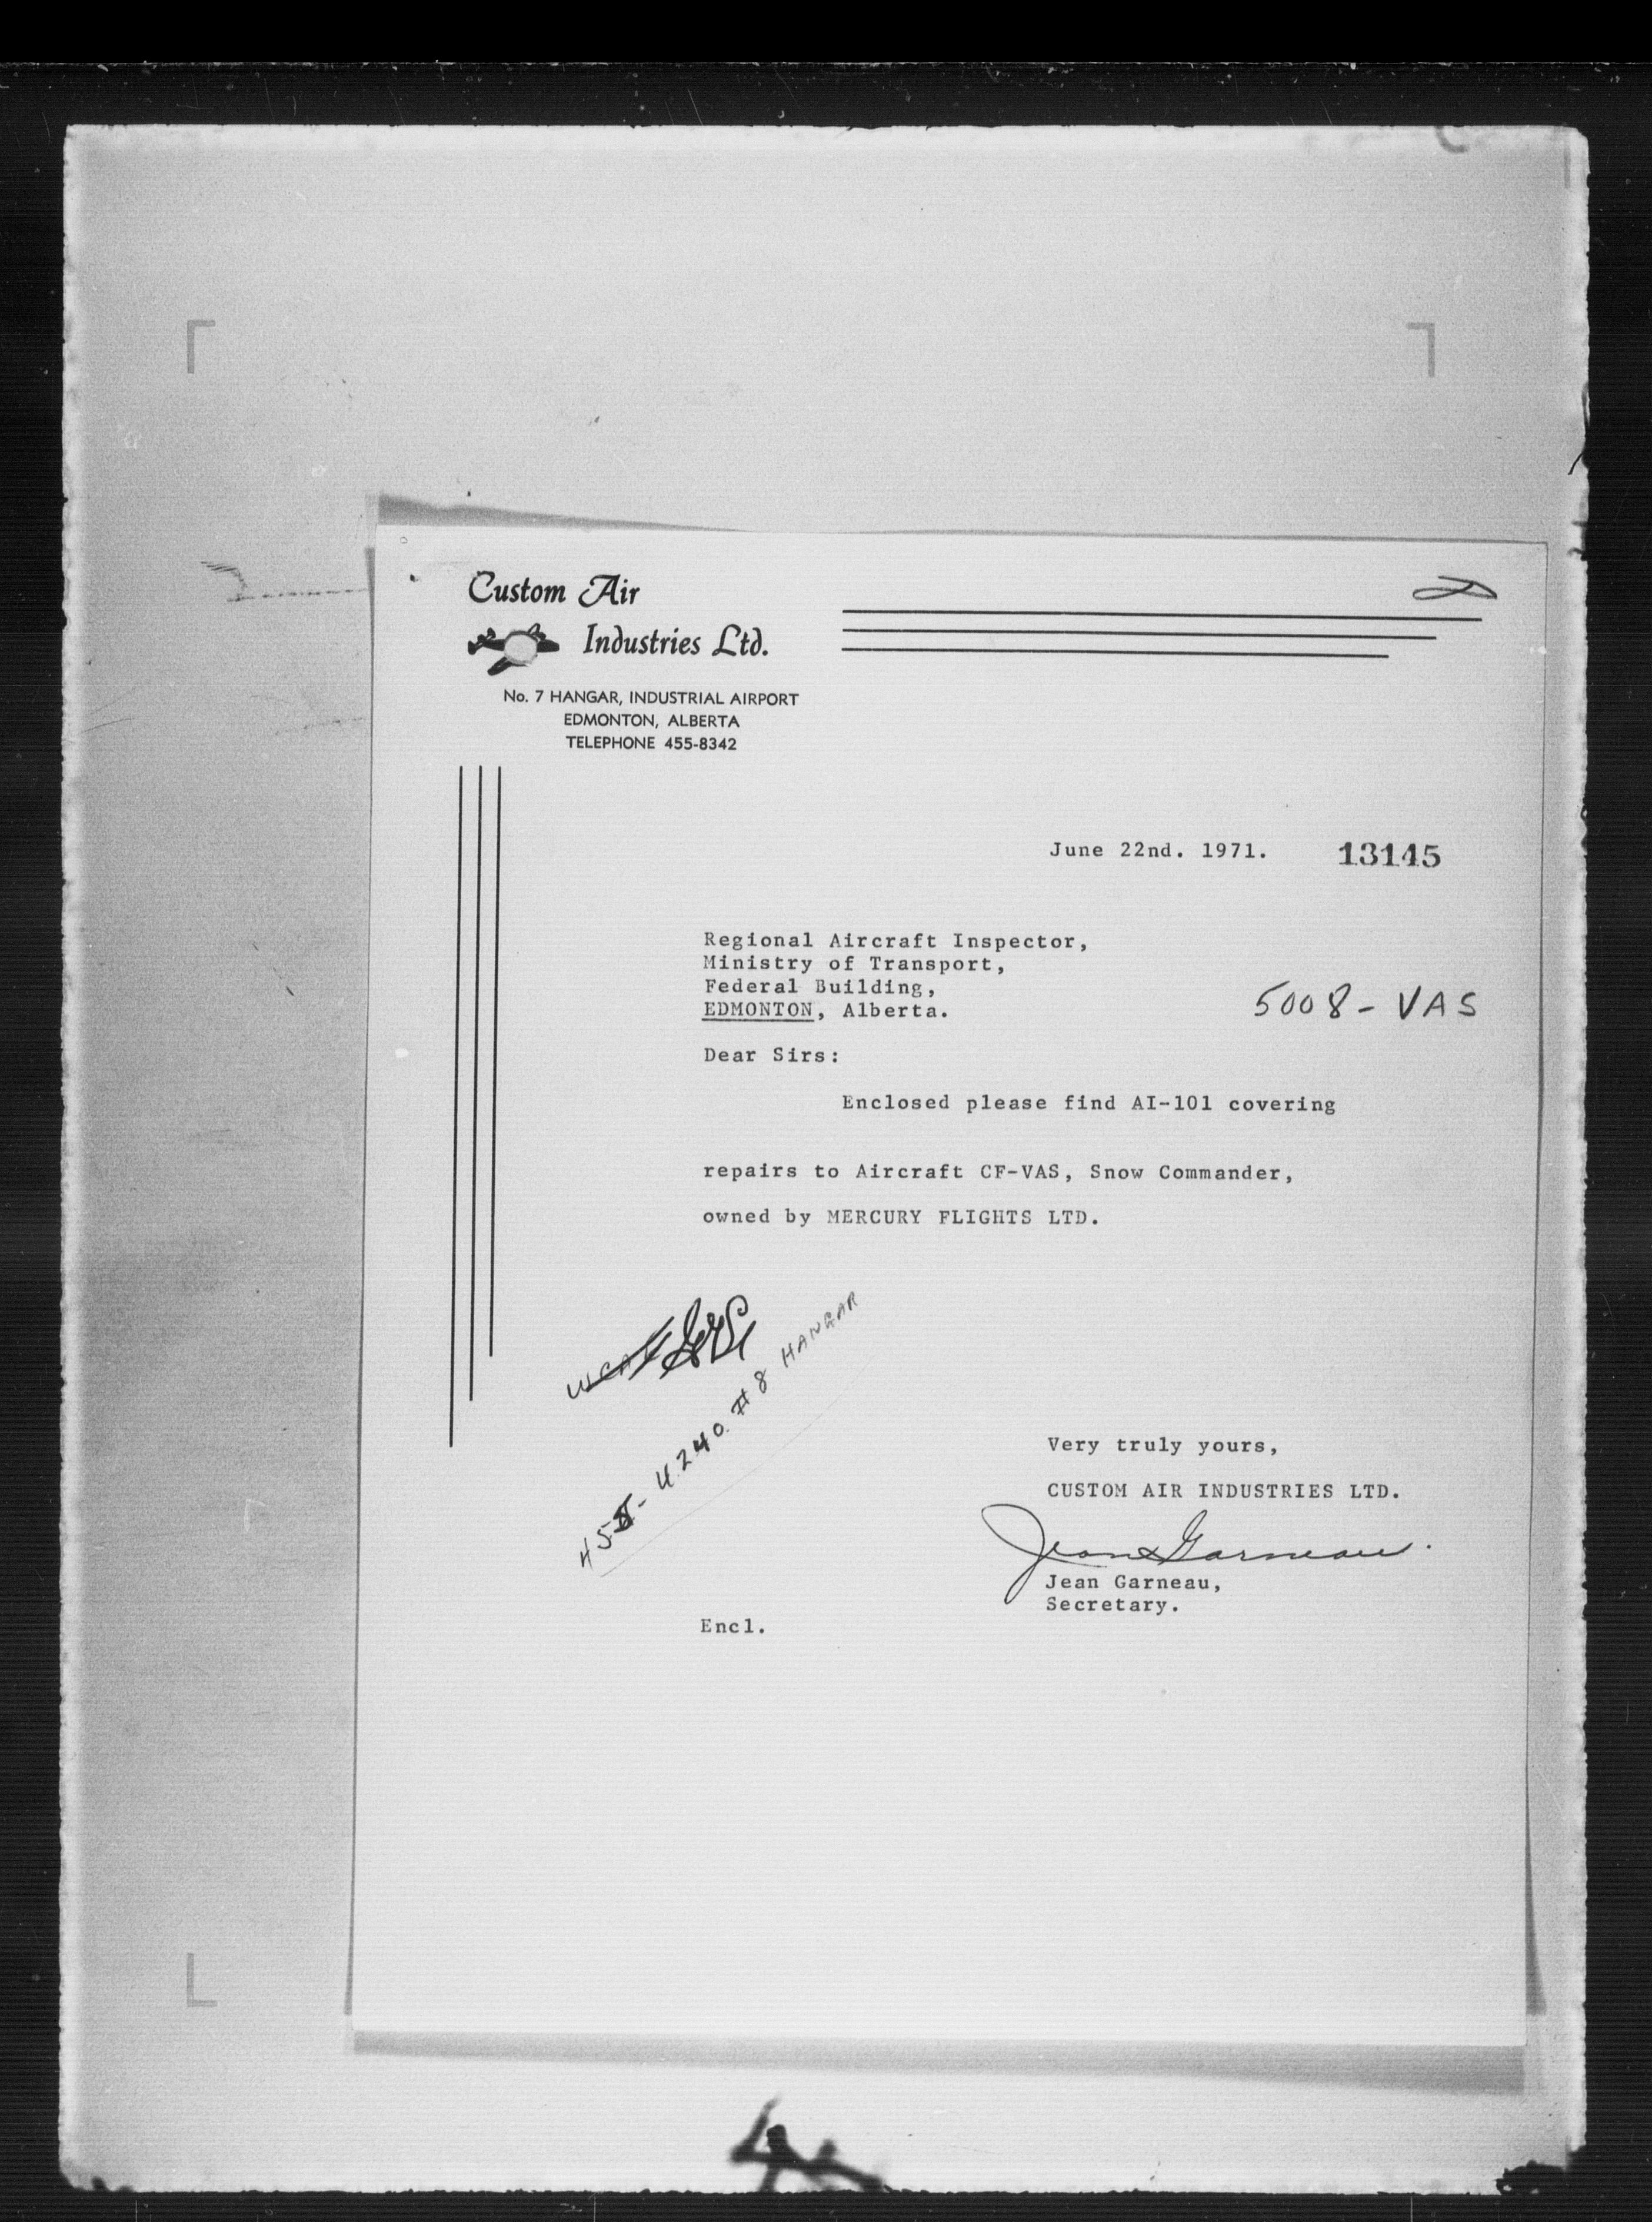 Custom Air
Industries Ltd.
No. 7 HANGAR, INDUSTRIAL AIRPORT
EDMONTON, ALBERTA
TELEPHONE 455-8342
June 22nd. 1971. 13145
Regional Aircraft Inspector,
Ministry of Transport,
Federal Building,
EDMONTON, Alberta.
5008- VAS
Dear Sirs:
Enclosed please find AI-101 covering
repairs to Aircraft CF-VAS, Snow Commander,
owned by MERCURY FLIGHTS LTD.
455-4240. #8 HANGAR
Very truly yours,
CUSTOM AIR INDUSTRIES LTD.
Jean Garneau.
Jean Garneau,
Secretary.
Encl.